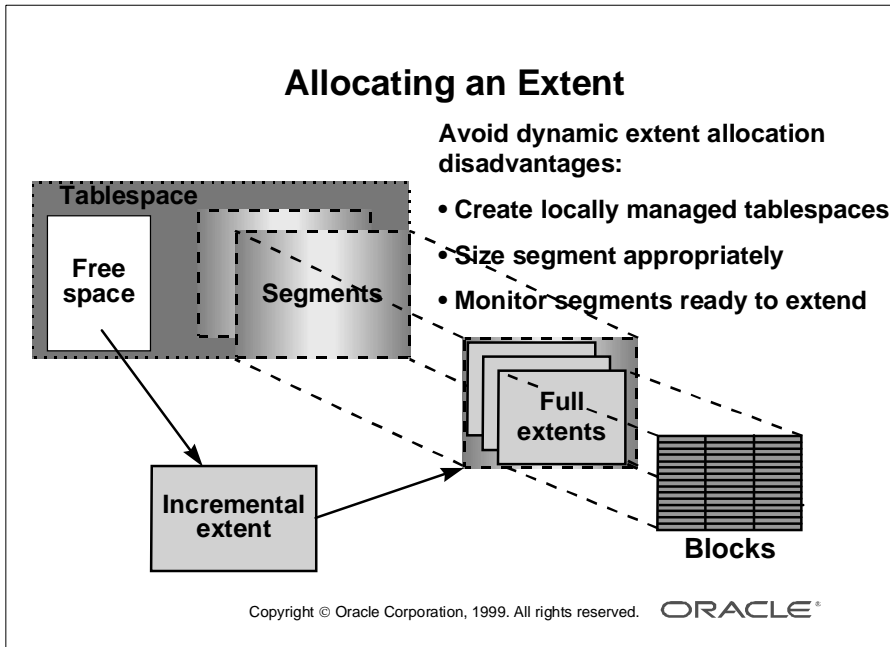 Allocating an Extent
Avoid dynamic extent allocation
disadvantages:
• Create locally managed tablespaces
• Size segment appropriately
• Monitor segments ready to extend
Tablespace
Free
space
Segments
Full
extents
Incremental
extent
Blocks
Copyright © Oracle Corporation, 1999. All rights reserved.
ORACLE®